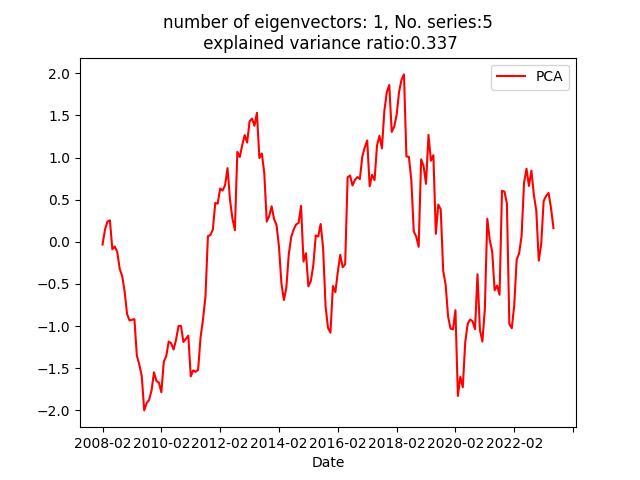 number of eigenvectors: 1, No. series:5
explained variance ratio:0.337
PCA
2.0
1.5
1.0
0.5
0.0
−0.5
−1.0
−1.5
−2.0
2008-02 2010-02 2012-02 2014-02 2016-02 2018-02 2020-02 2022-02
Date